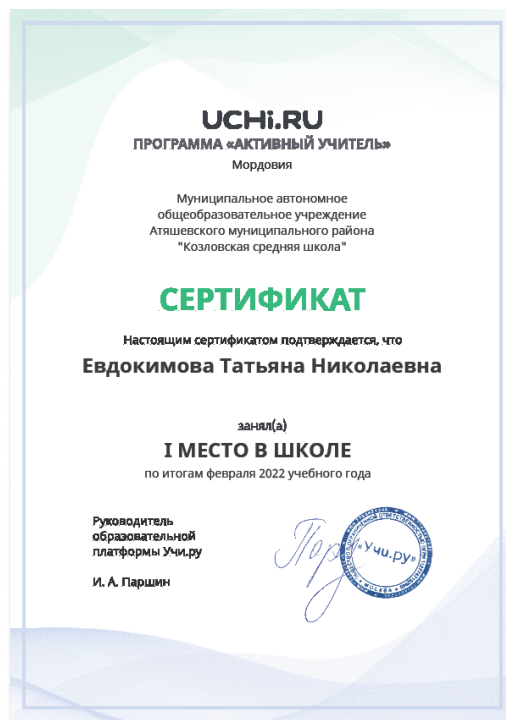 UCHi.RU
ПРОГРАММА «АКТИВНЫЙ УЧИТЕЛЬ»
Мордовия
Муниципальное автономное
общеобразовательное учреждение
Атяшевского муниципального района
"Козловская средняя школа"
СЕРТИФИКАТ
Настоящим сертификатом подтверждается, что
Евдокимова Татьяна Николаевна
занял(а)
I МЕСТО В ШКОЛЕ
по итогам февраля 2022 учебного года
Руководитель
образовательной
платформы Учи.ру
И. А. Паршин
«Учи.ру»
МОСКВА